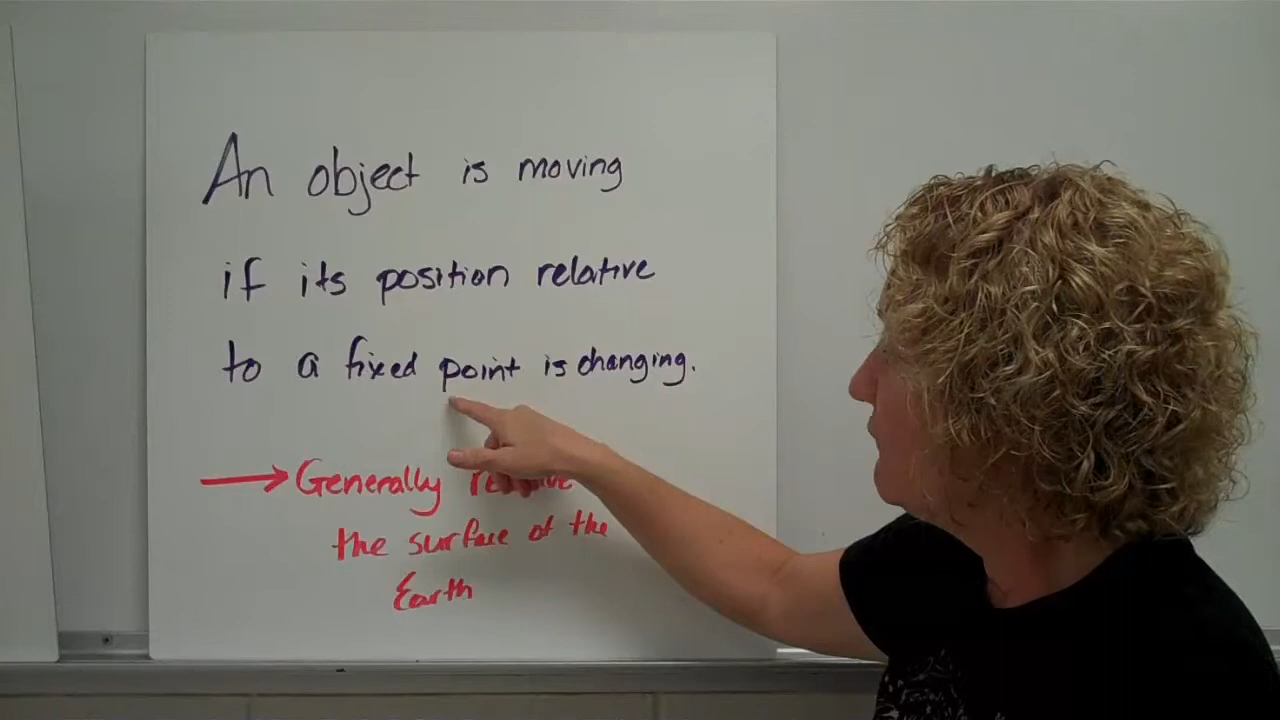 An object is moving
if its position relative
to a fixed point is changing.
→ Generally
the surface of the
Earth